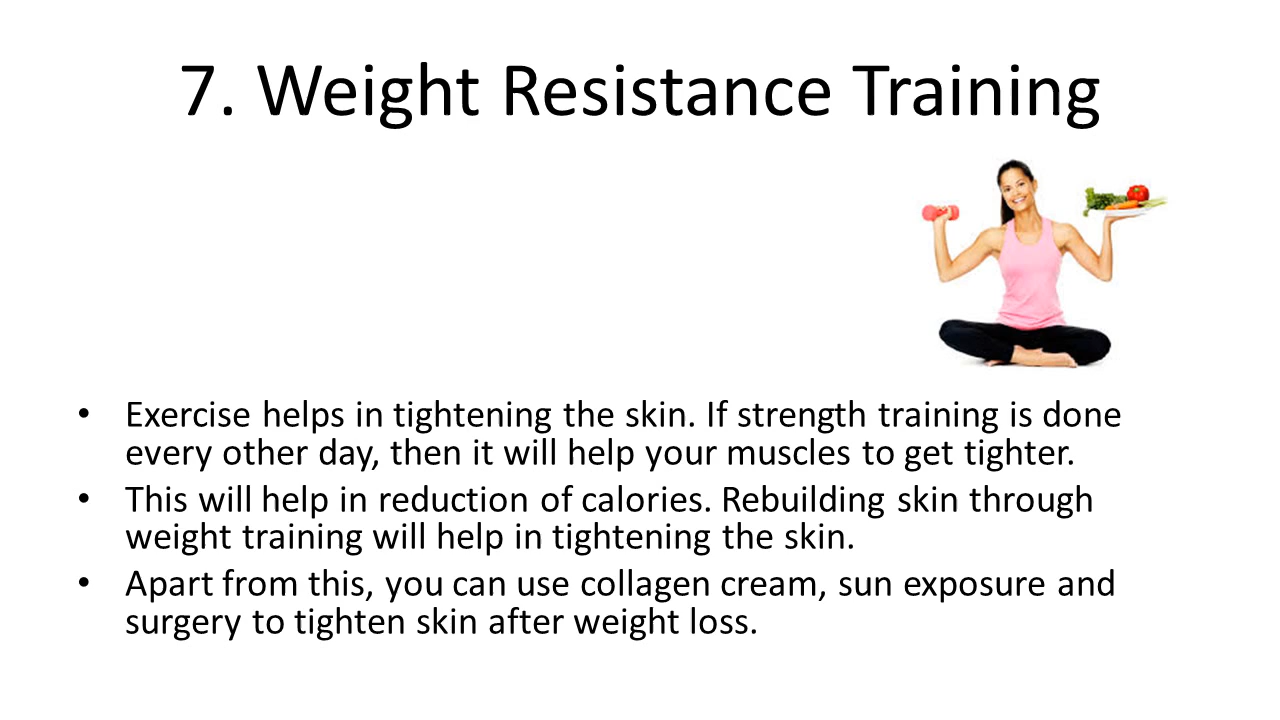 7. Weight Resistance Training
• Exercise helps in tightening the skin. If strength training is done
every other day, then it will help your muscles to get tighter.
• This will help in reduction of calories. Rebuilding skin through
weight training will help in tightening the skin.
• Apart from this, you can use collagen cream, sun exposure and
surgery to tighten skin after weight loss.